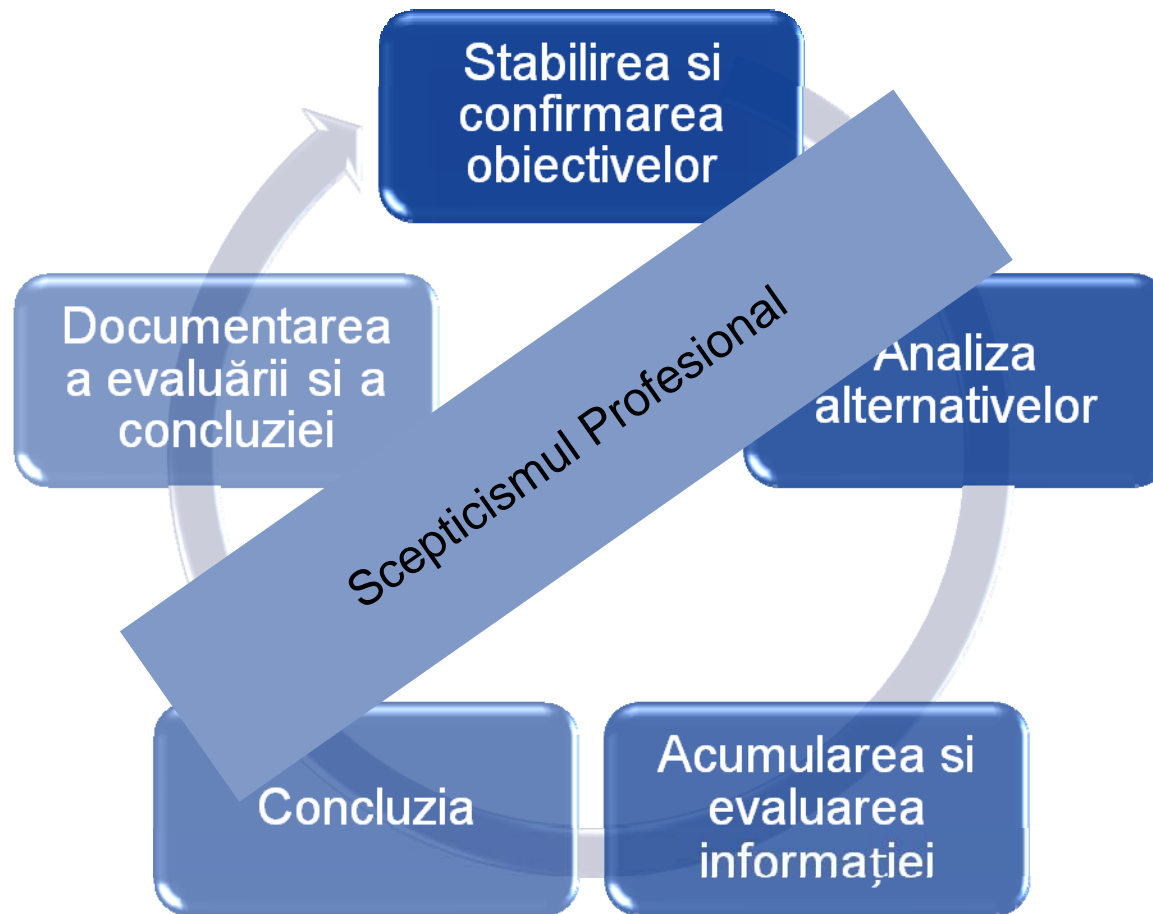 Stabilirea si
confirmarea
obiectivelor
Analiza
alternativelor
Acumularea si
evaluarea
informației
Concluzia
Documentarea
a evaluării si a
concluziei
Scepticismul Profesional